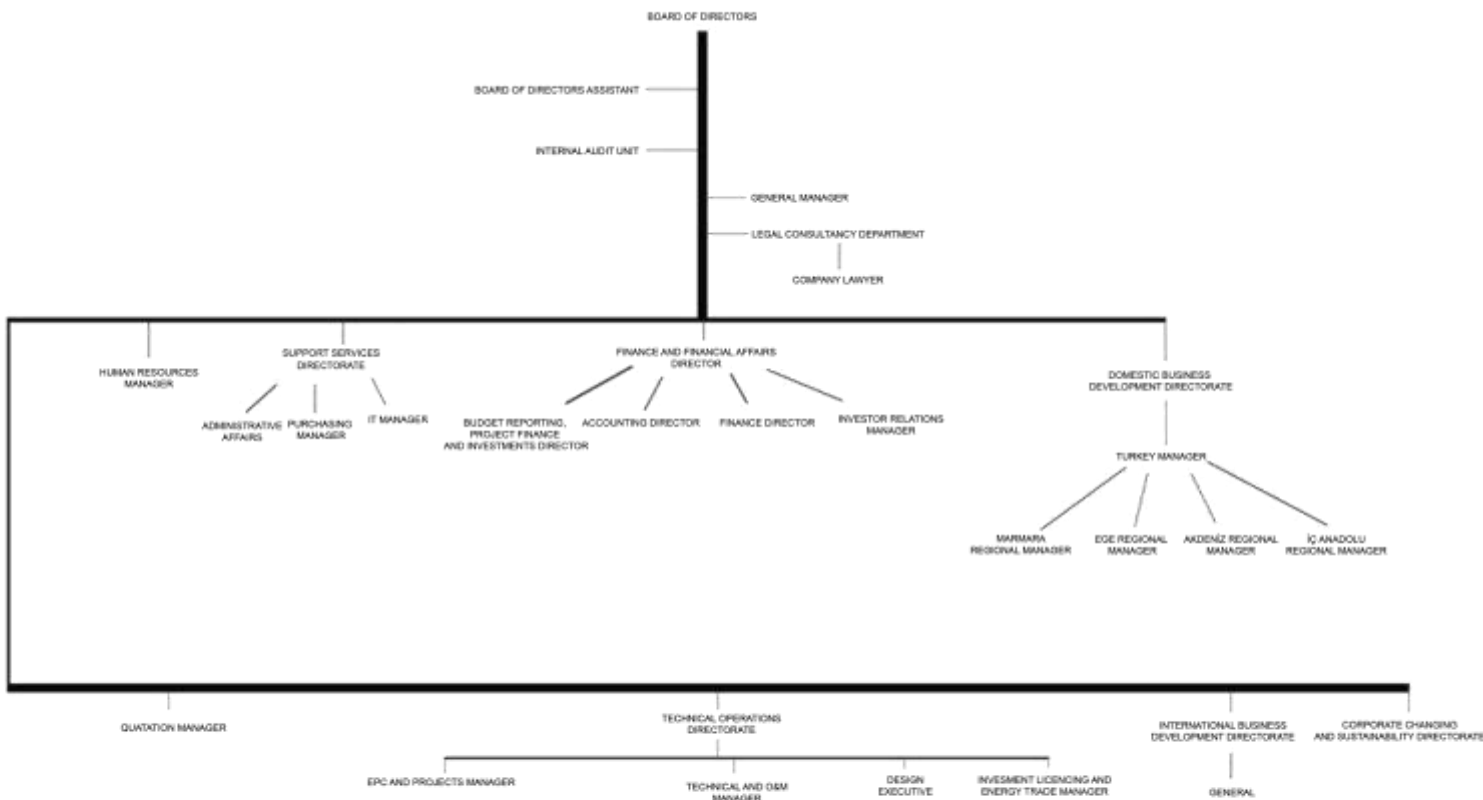 BOARD OF DIRECTORS
BOARD OF DIRECTORS ASSISTANT
INTERNAL AUDIT UNIT
GENERAL MANAGER
LEGAL CONSULTANCY DEPARTMENT
COMPANY LAWYER
HUMAN RESOURCES
MANAGER
SUPPORT SERVICES
DIRECTORATE
ADMINISTRATIVE
AFFAIRS
PURCHASING
MANAGER
IT MANAGER
FINANCE AND FINANCIAL AFFAIRS
DIRECTOR
BUDGET REPORTING,
PROJECT FINANCE
AND INVESTMENTS DIRECTOR
ACCOUNTING DIRECTOR
FINANCE DIRECTOR
INVESTOR RELATIONS
MANAGER
DOMESTIC BUSINESS
DEVELOPMENT DIRECTORATE
TURKEY MANAGER
MARMARA
REGIONAL MANAGER
EGE REGIONAL
MANAGER
AKDENİZ REGIONAL
MANAGER
İÇ ANADOLU
REGIONAL MANAGER
QUATATION MANAGER
TECHNICAL OPERATIONS
DIRECTORATE
EPC AND PROJECTS MANAGER
TECHNICAL AND O&M
MANAGER
DESIGN
EXECUTIVE
INVESMENT LICENCING AND
ENERGY TRADE MANAGER
INTERNATIONAL BUSINESS
DEVELOPMENT DIRECTORATE
GENERAL
CORPORATE CHANGING
AND SUSTAINABILITY DIRECTORATE